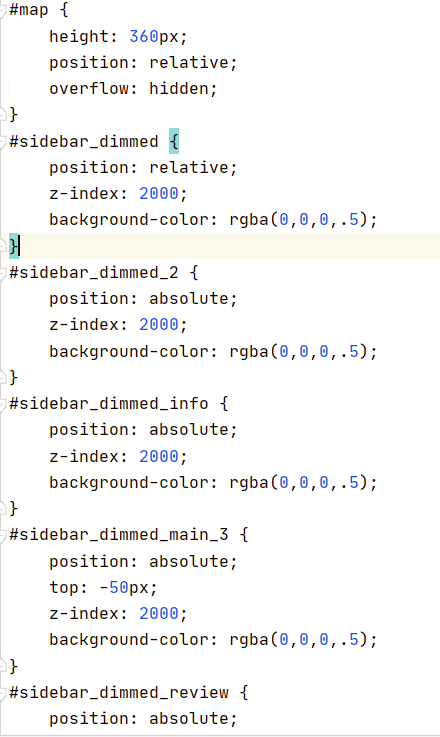 #map {
    height: 360px;
    position: relative;
    overflow: hidden;
}
#sidebar_dimmed {
    position: relative;
    z-index: 2000;
    background-color: rgba(0,0,0,.5);
}
#sidebar_dimmed_2 {
    position: absolute;
    z-index: 2000;
    background-color: rgba(0,0,0,.5);
}
#sidebar_dimmed_info {
    position: absolute;
    z-index: 2000;
    background-color: rgba(0,0,0,.5);
}
#sidebar_dimmed_main_3 {
    position: absolute;
    top: -50px;
    z-index: 2000;
    background-color: rgba(0,0,0,.5);
}
#sidebar_dimmed_review {
    position: absolute;